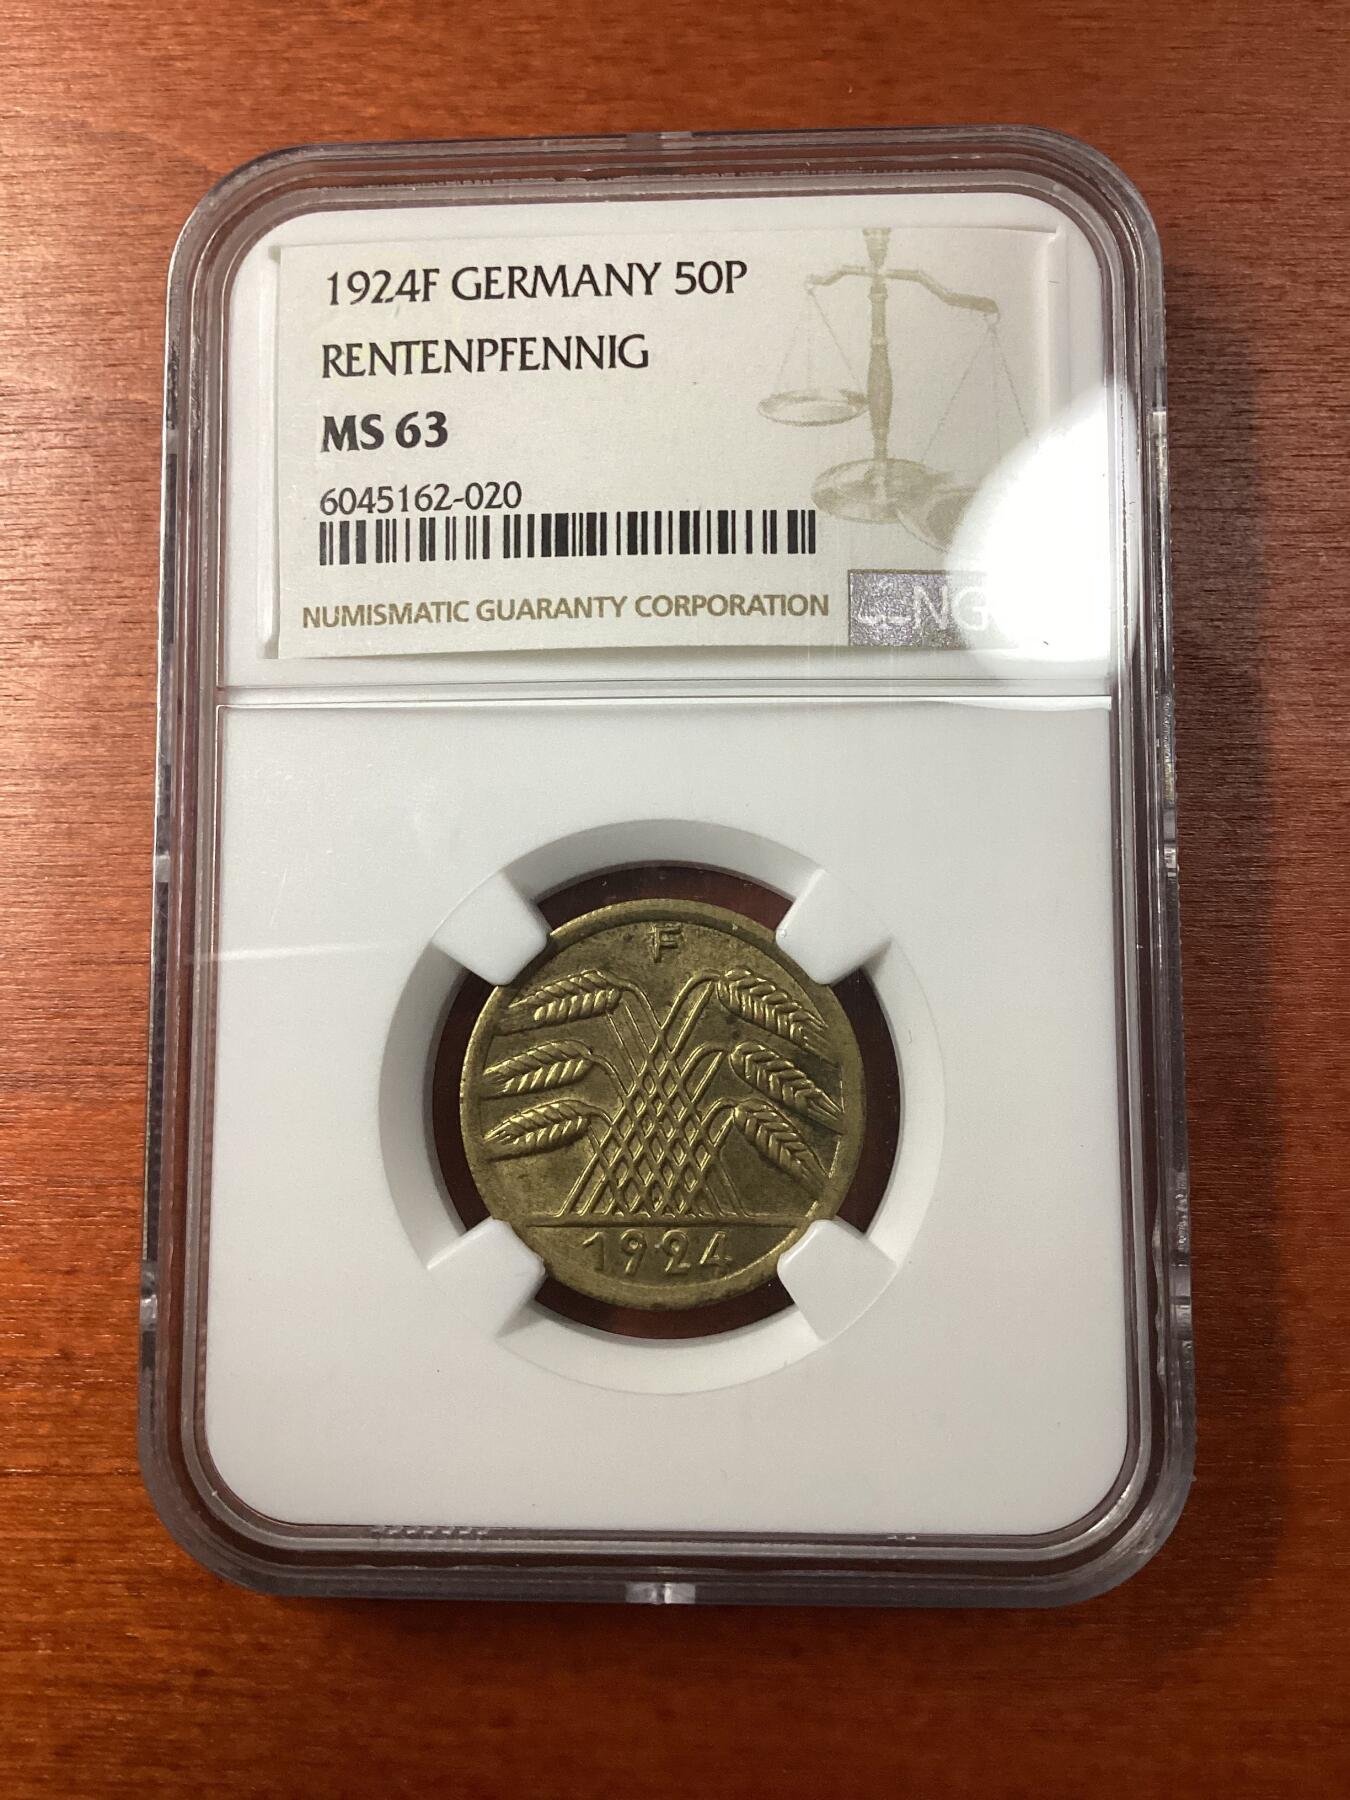 1924F GERMANY 50P
RENTENPFENNIG
MS 63
6045162-020
NUMISMATIC GUARANTY CORPORATION
F
1924